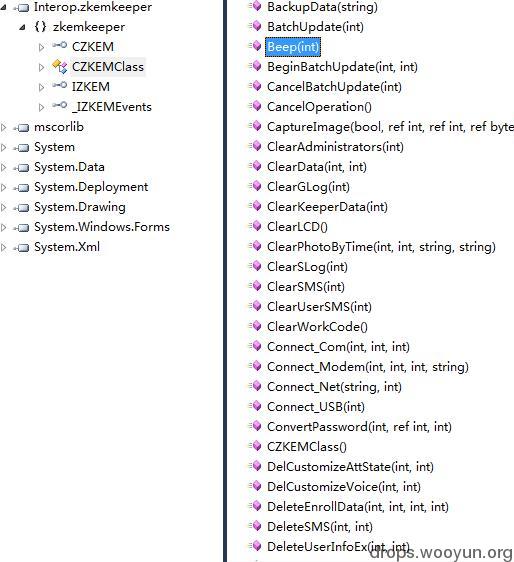 Interop.zkemkeeper
{} zkemkeeper
CZKEM
CZKEMClass
IZKEM
_IZKEMEvents
mscorlib
System
System.Data
System.Deployment
System.Drawing
System.Windows.Forms
System.Xml
BackupData(string)
BatchUpdate(int)
Beep(int)
BeginBatchUpdate(int, int)
CancelBatchUpdate(int)
CancelOperation()
CaptureImage(bool, ref int, ref int, ref byte
ClearAdministrators(int)
ClearData(int, int)
ClearGLog(int)
ClearKeeperData(int)
ClearLCD()
ClearPhotoByTime(int, int, string, string)
ClearSLog(int)
ClearSMS(int)
ClearUserSMS(int)
ClearWorkCode()
Connect_Com(int, int, int)
Connect_Modem(int, int, int, string)
Connect_Net(string, int)
Connect_USB(int)
ConvertPassword(int, ref int, int)
CZKEMClass()
DelCustomizeAttState(int, int)
DelCustomizeVoice(int, int)
DeleteEnrollData(int, int, int, int)
DeleteSMS(int, int)
DeleteUserInfoEx(int, int)
drops.wooyun.org